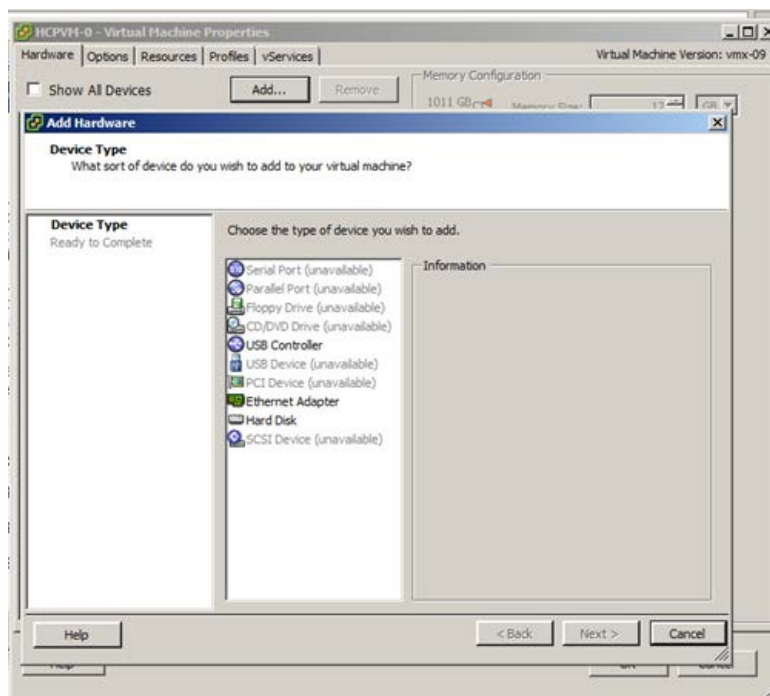 HCPVM-0 - Virtual Machine Properties
Hardware Options Resources Profiles vServices Virtual Machine Version: vmx-09
Show All Devices Add... Remove
Memory Configuration
1011 GB Memory Size: 12 GB
Add Hardware
Device Type
What sort of device do you wish to add to your virtual machine?
Device Type
Ready to Complete
Choose the type of device you wish to add.
Serial Port (unavailable)
Parallel Port (unavailable)
Floppy Drive (unavailable)
CD/DVD Drive (unavailable)
USB Controller
USB Device (unavailable)
PCI Device (unavailable)
Ethernet Adapter
Hard Disk
SCSI Device (unavailable)
Information
Help < Back Next > Cancel